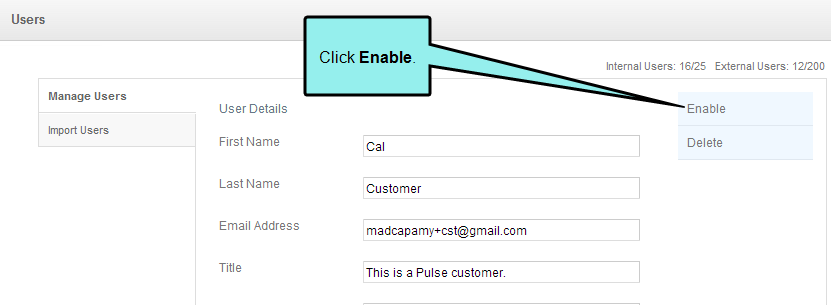 Users
Click Enable.
Internal Users: 16/25 External Users: 12/200
Manage Users
Import Users
User Details
First Name Cal
Last Name Customer
Email Address madcapamy+cst@gmail.com
Title This is a Pulse customer.
Enable
Delete